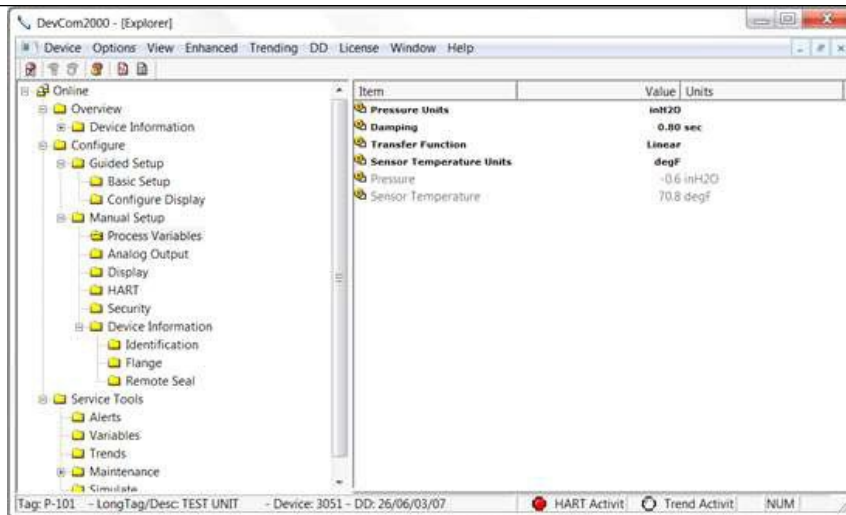 DevCom2000 - [Explorer]
Device Options View Enhanced Trending DD License Window Help
Online
Overview
Device Information
Configure
Guided Setup
Basic Setup
Configure Display
Manual Setup
Process Variables
Analog Output
Display
HART
Security
Device Information
Identification
Flange
Remote Seal
Service Tools
Alerts
Variables
Trends
Maintenance
Simulate
Item Value Units
Pressure Units inH2O
Damping 0.80 sec
Transfer Function Linear
Sensor Temperature Units degF
Pressure -0.6 inH2O
Sensor Temperature 70.8 degF
Tag: P-101 - LongTag/Desc: TEST UNIT - Device: 3051 - DD: 26/06/03/07 HART Activit Trend Activit NUM